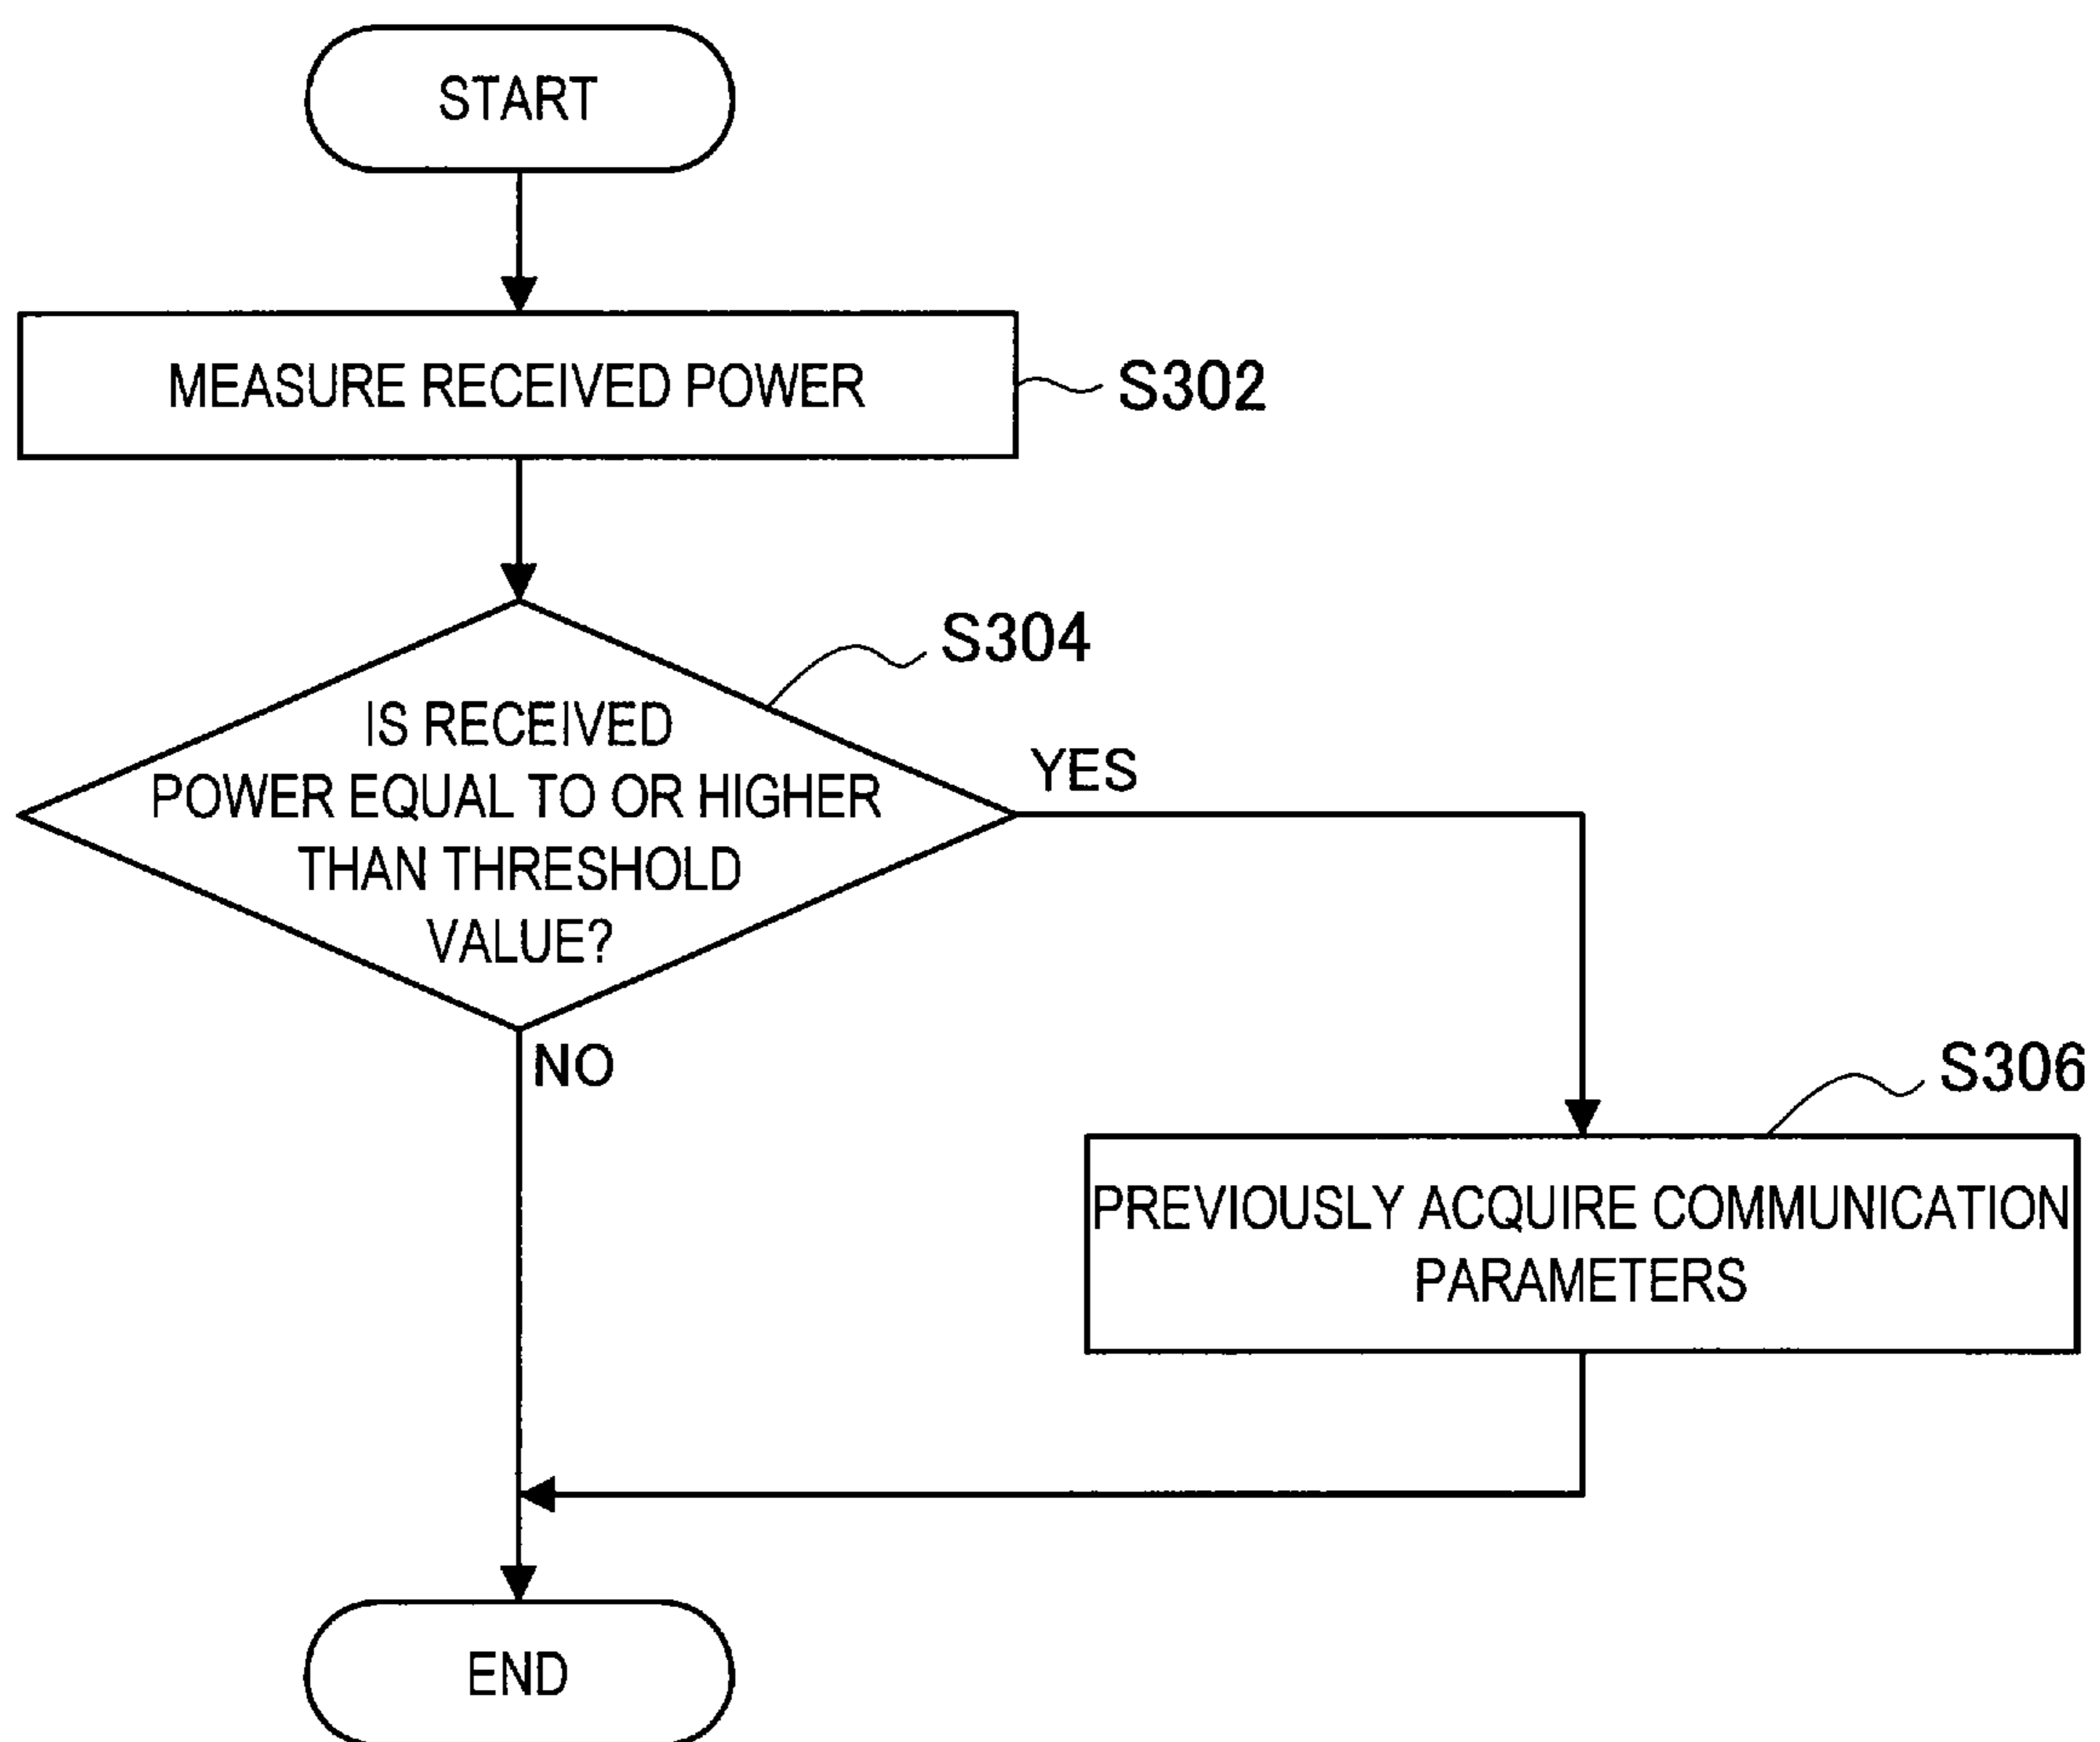 START
MEASURE RECEIVED POWER
S302
S304
IS RECEIVED
POWER EQUAL TO OR HIGHER
THAN THRESHOLD
VALUE?
YES
NO
S306
PREVIOUSLY ACQUIRE COMMUNICATION
PARAMETERS
END